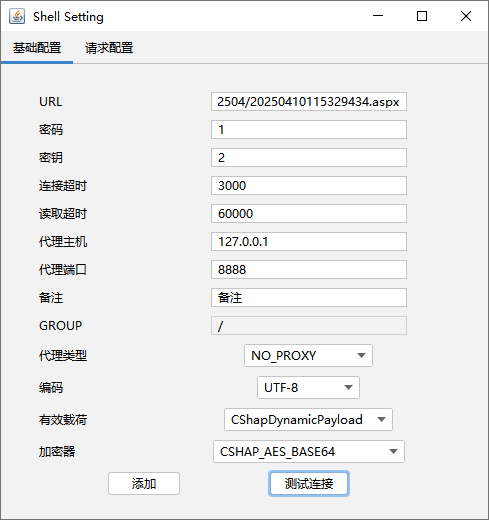 Shell Setting
基础配置 请求配置
URL 2504/20250410115329434.aspx
密码 1
密钥 2
连接超时 3000
读取超时 60000
代理主机 127.0.0.1
代理端口 8888
备注 备注
GROUP /
代理类型 NO_PROXY
编码 UTF-8
有效载荷 CShapDynamicPayload
加密器 CSHAP_AES_BASE64
添加 测试连接